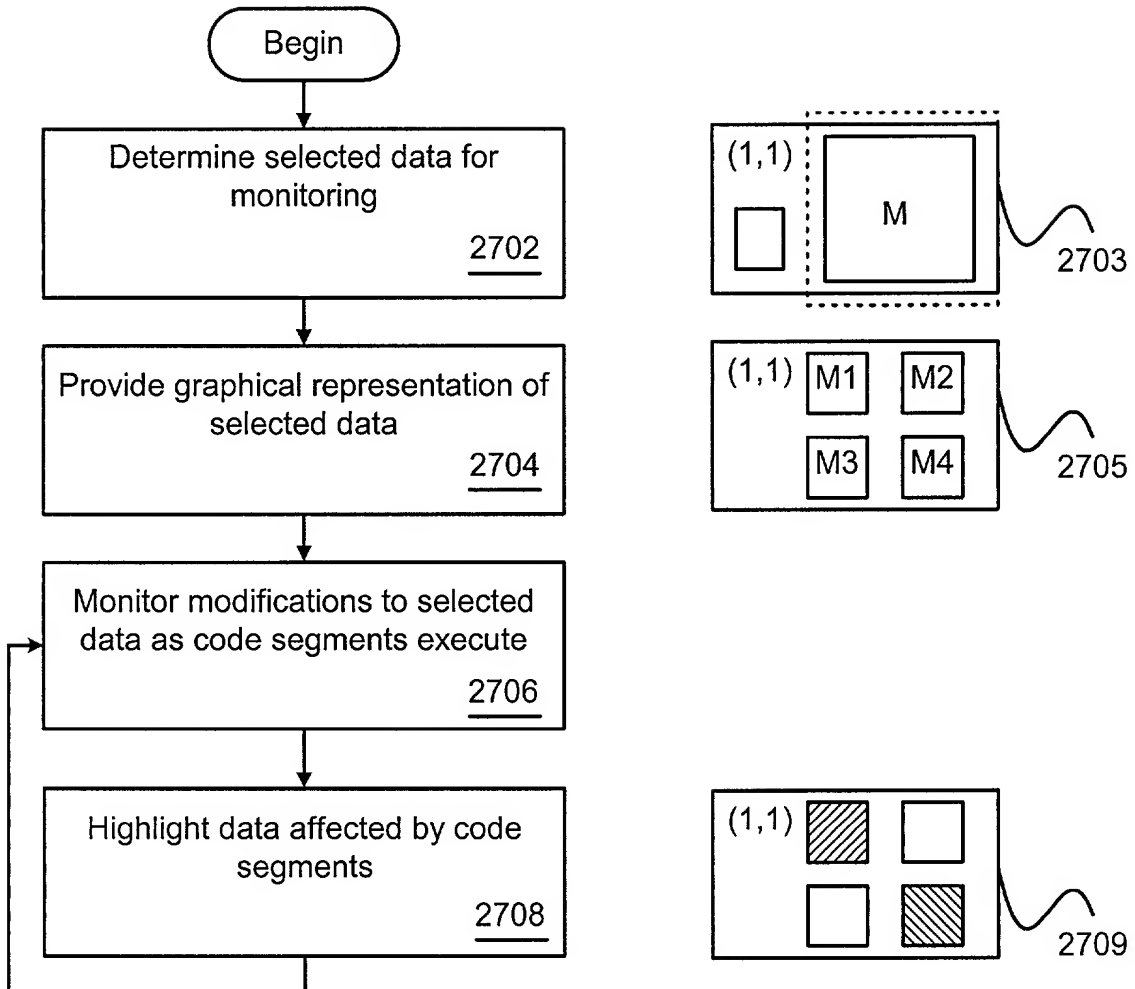 Begin
Determine selected data for
monitoring
2702
(1,1)
M
2703
Provide graphical representation of
selected data
2704
(1,1) M1 M2
M3 M4
2705
Monitor modifications to selected
data as code segments execute
2706
Highlight data affected by code
segments
2708
(1,1)
2709